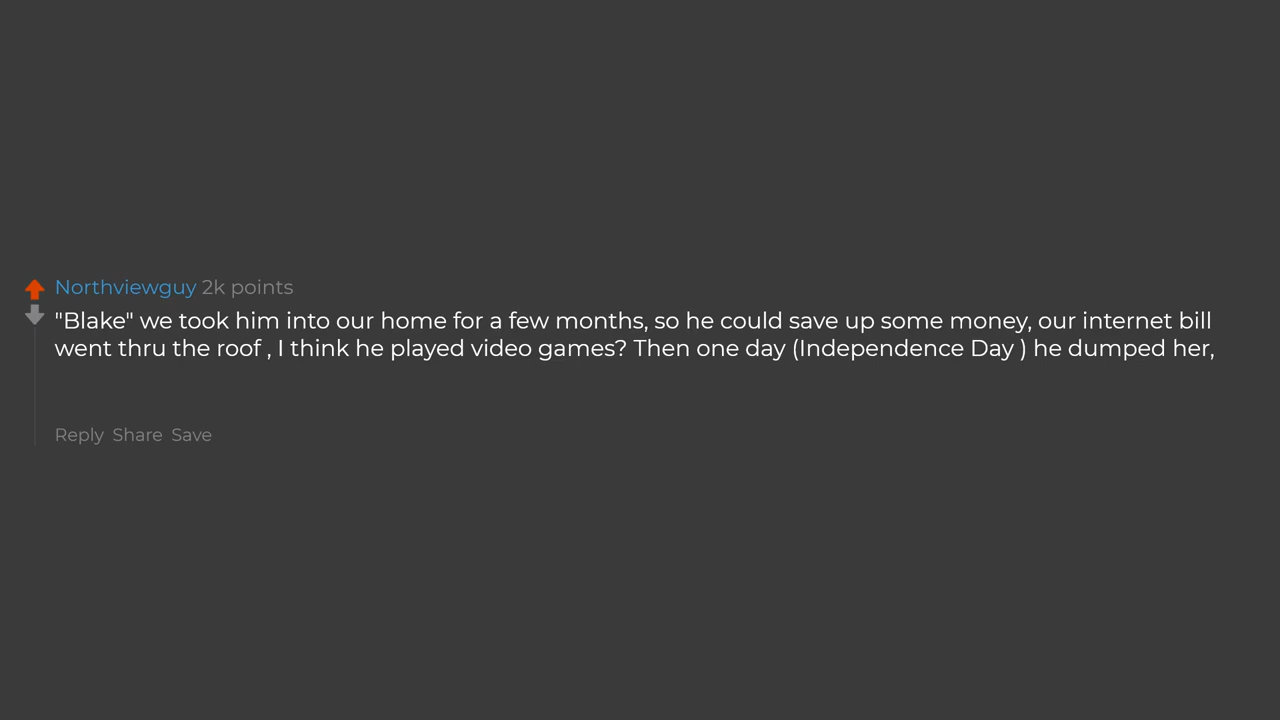 Northviewguy 2k points
"Blake" we took him into our home for a few months, so he could save up some money, our internet bill
went thru the roof , I think he played video games? Then one day (Independence Day ) he dumped her,
Reply Share Save